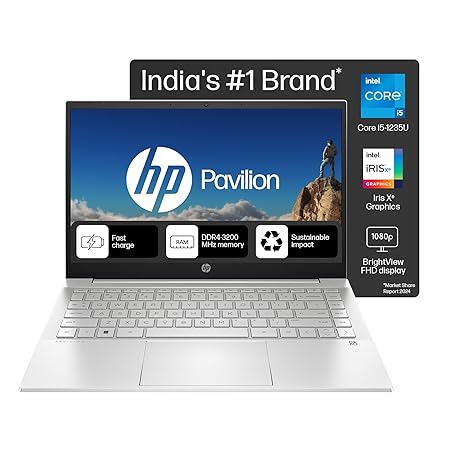 India's #1 Brand*
intel.
CORE
i5
Core i5-1235U
intel.
iRIS Xe
GRAPHICS
Iris Xe
Graphics
1080p
BrightView
FHD display
*Market Share
Report 2024
hp
Pavilion
Fast
charge
RAM
DDR4-3200
MHz memory
Sustainable
impact
hp